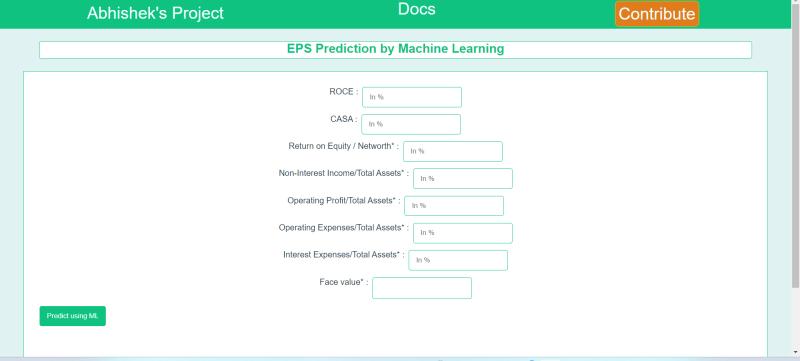 Abhishek's Project Docs Contribute
EPS Prediction by Machine Learning
ROCE : In %
CASA : In %
Return on Equity / Networth* : In %
Non-Interest Income/Total Assets* : In %
Operating Profit/Total Assets* : In %
Operating Expenses/Total Assets* : In %
Interest Expenses/Total Assets* : In %
Face value* :
Predict using ML